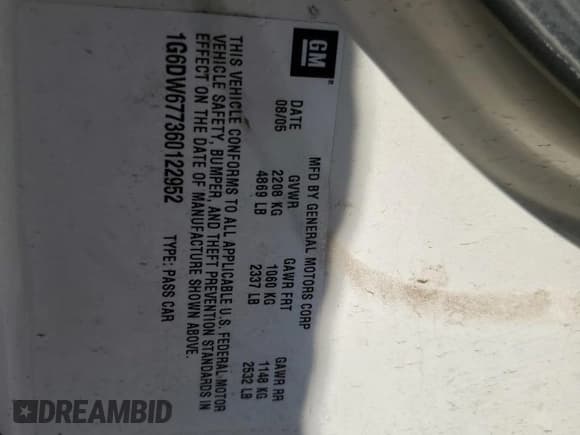 GM
MFD BY GENERAL MOTORS CORP
DATE GVWR GAWR FRT GAWR RR
08/05 2208 KG 1060 KG 1148 KG
4869 LB 2337 LB 2532 LB
THIS VEHICLE CONFORMS TO ALL APPLICABLE U.S. FEDERAL MOTOR
VEHICLE SAFETY, BUMPER, AND THEFT PREVENTION STANDARDS IN
EFFECT ON THE DATE OF MANUFACTURE SHOWN ABOVE.
1G6DW677360122952 TYPE: PASS CAR
DREAMBID